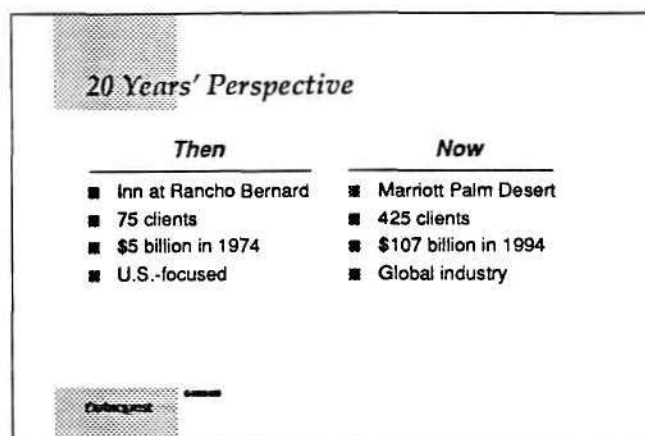 20 Years' Perspective
Then
Inn at Rancho Bernard
75 clients
$5 billion in 1974
U.S.-focused
Now
Marriott Palm Desert
425 clients
$107 billion in 1994
Global industry
Dataquest